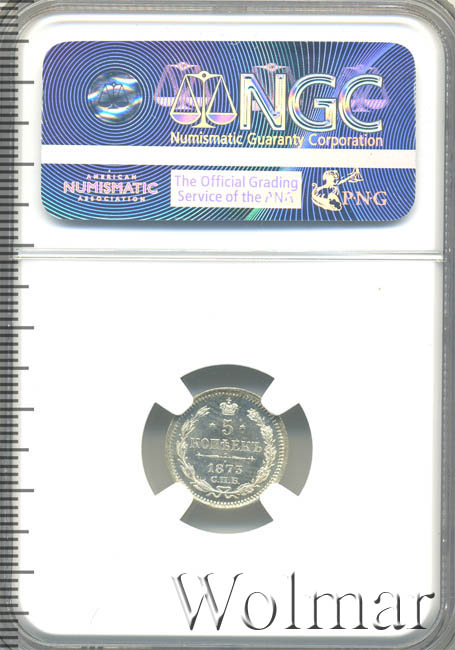 NGC
Numismatic Guaranty Corporation
AMERICAN
NUMISMATIC
ASSOCIATION
The Official Grading
Service of the ANA
PNG
5
КОПѢЕКЪ
1873
С.П.Б.
Wolmar